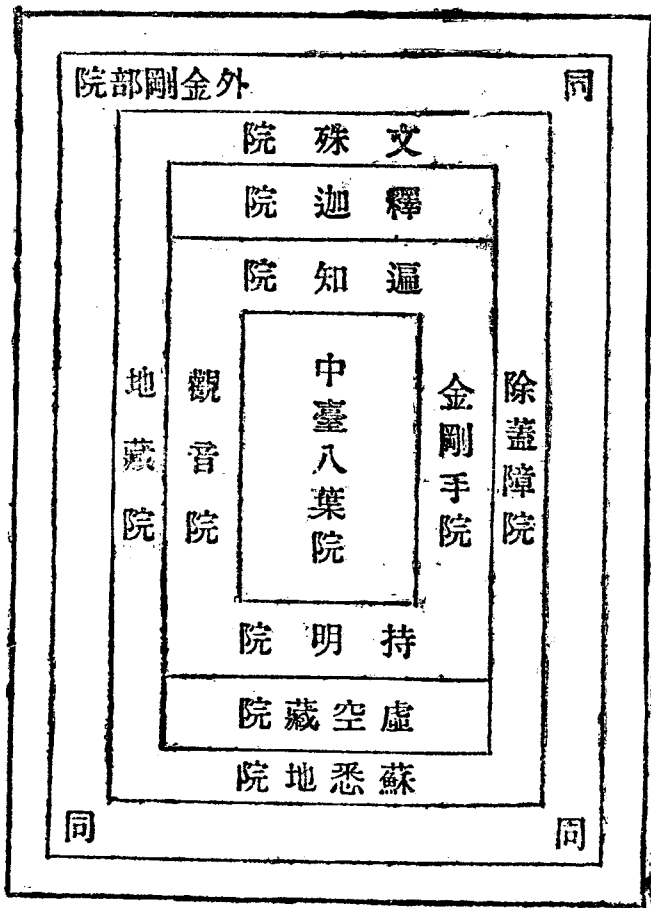 外金剛部院
同
文殊院
釋迦院
遍知院
中臺八葉院
金剛手院
除蓋障院
觀音院
地藏院
持明院
虛空藏院
蘇悉地院
同
同